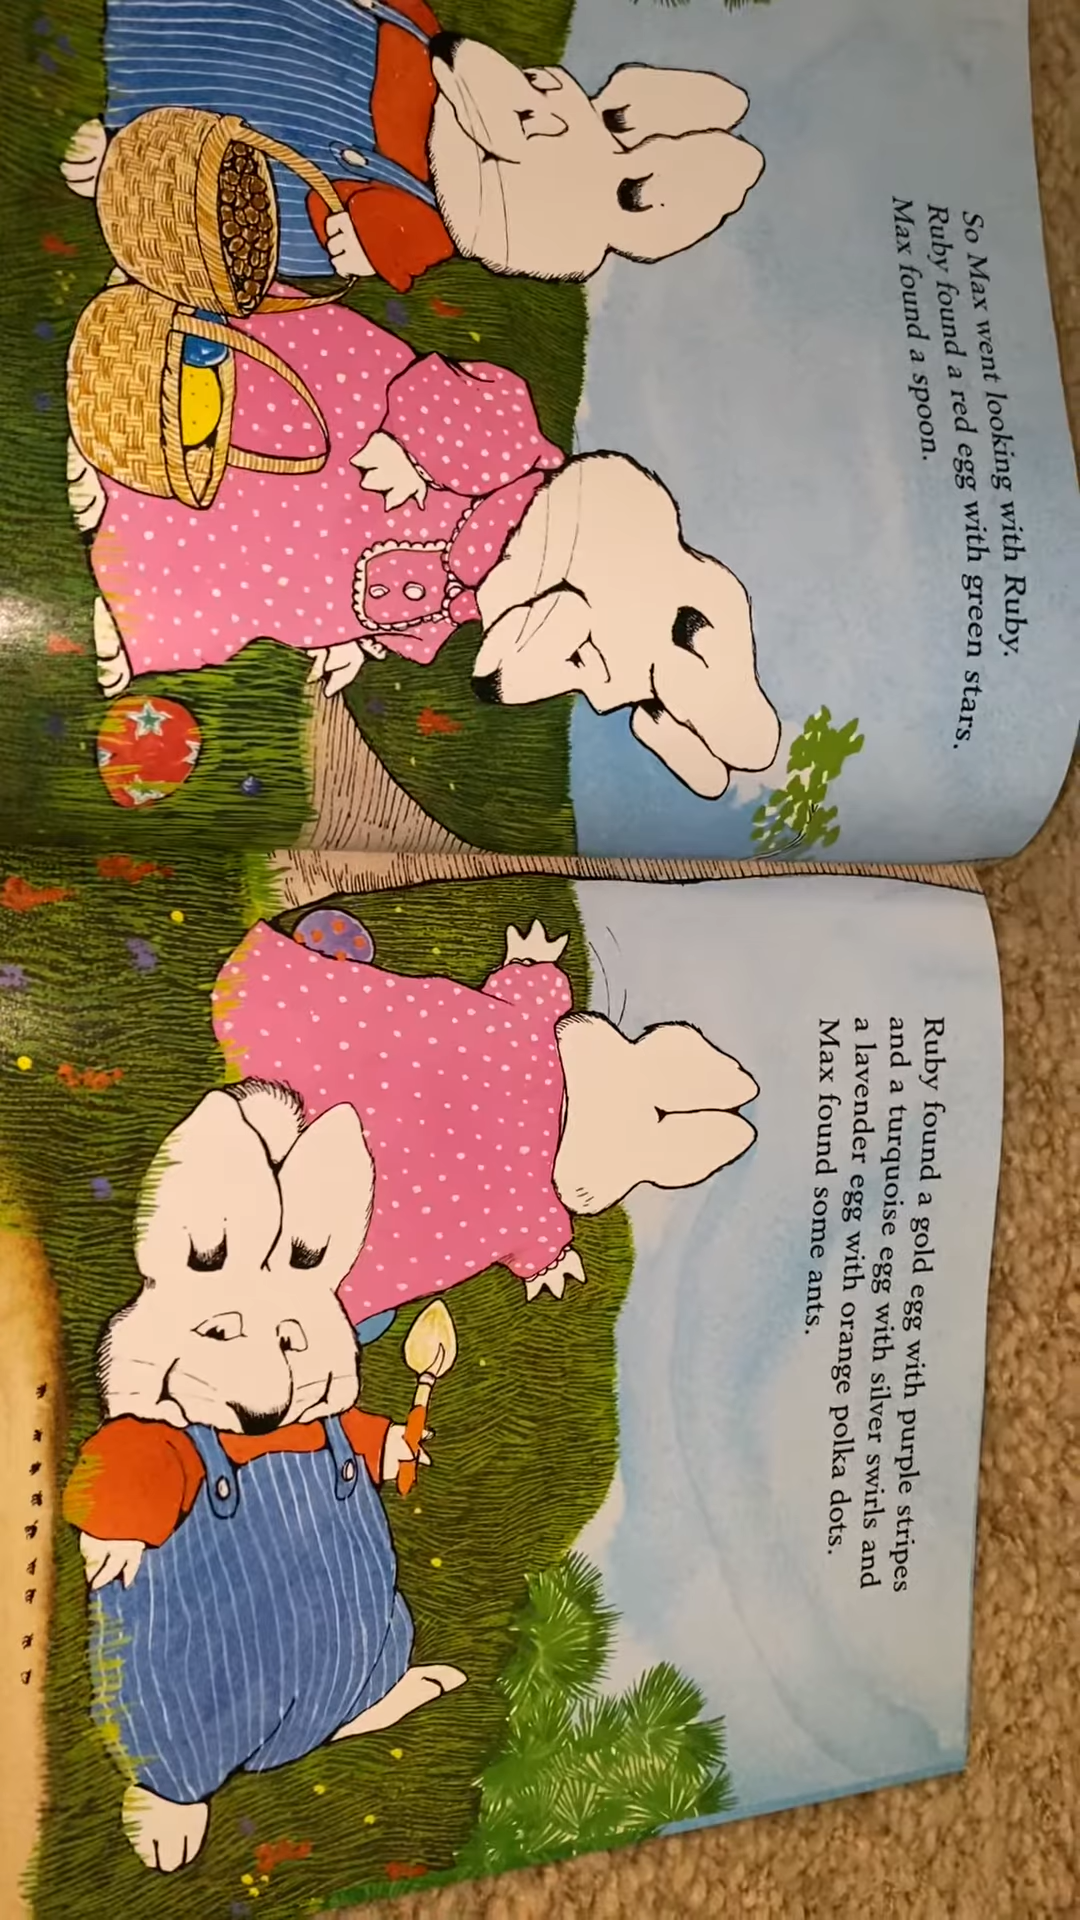 So Max went looking with Ruby.
Ruby found a red egg with green stars.
Max found a spoon.
Ruby found a gold egg with purple stripes
and a turquoise egg with silver swirls and
a lavender egg with orange polka dots.
Max found some ants.